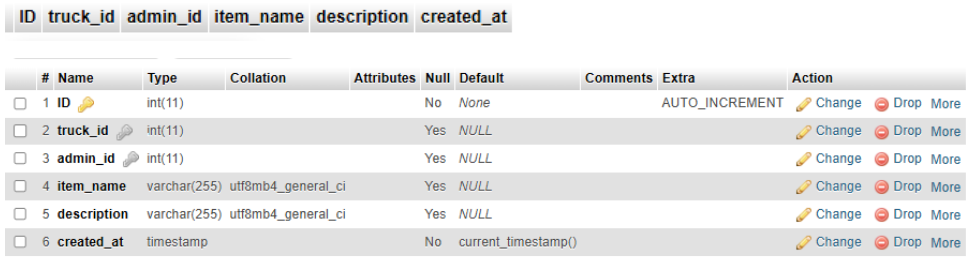 ID truck_id admin_id item_name description created_at
# Name Type Collation Attributes Null Default Comments Extra Action
1 ID int(11) No None AUTO_INCREMENT Change Drop More
2 truck_id int(11) Yes NULL Change Drop More
3 admin_id int(11) Yes NULL Change Drop More
4 item_name varchar(255) utf8mb4_general_ci Yes NULL Change Drop More
5 description varchar(255) utf8mb4_general_ci Yes NULL Change Drop More
6 created_at timestamp No current_timestamp() Change Drop More